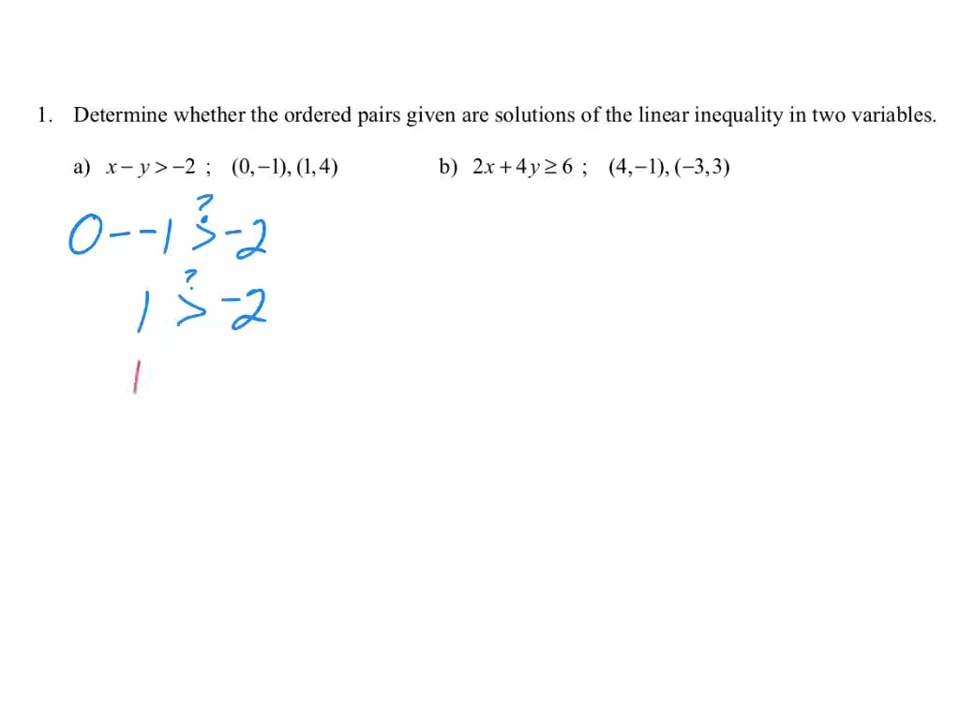 1. Determine whether the ordered pairs given are solutions of the linear inequality in two variables.
a) x − y > −2 ; (0, −1), (1, 4) b) 2x + 4y ≥ 6 ; (4, −1), (−3, 3)
?
0 - -1 > -2
?
1 > -2
1